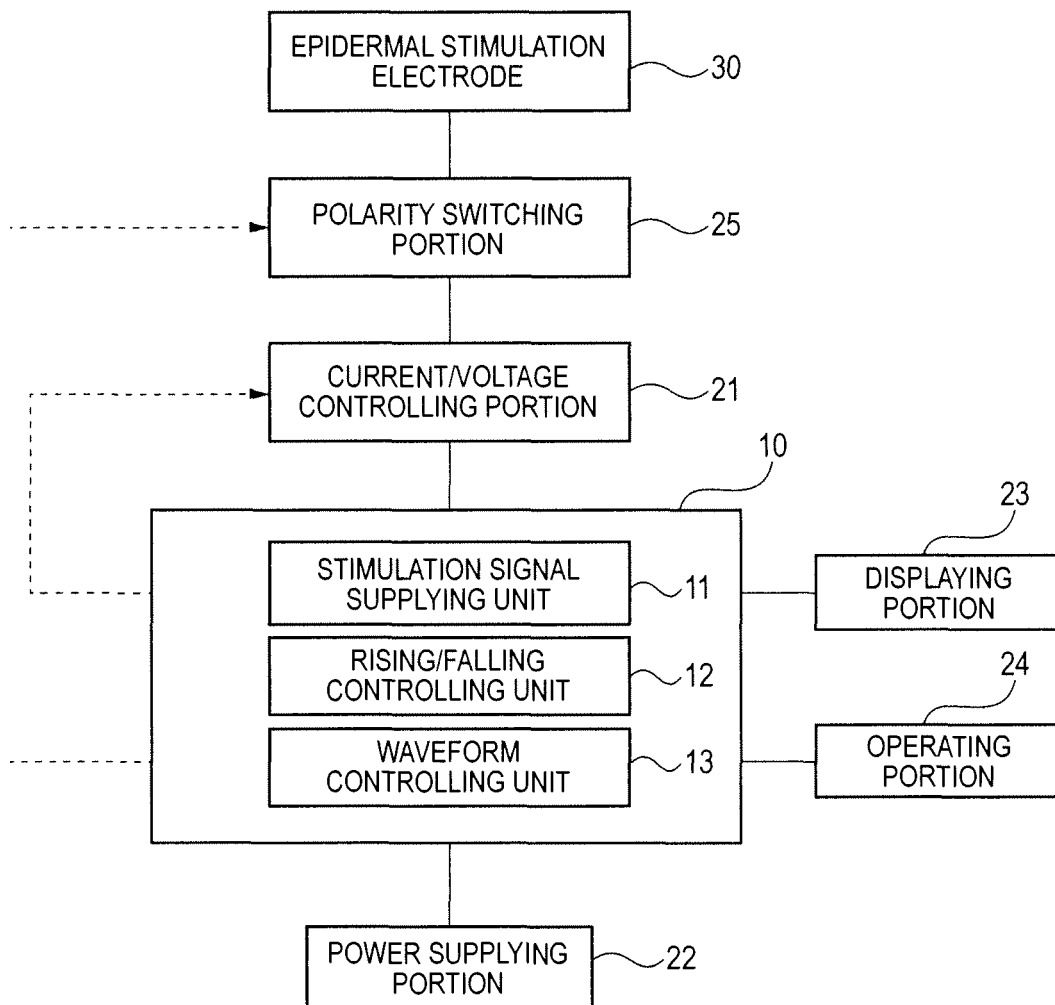 EPIDERMAL STIMULATION
ELECTRODE
30
POLARITY SWITCHING
PORTION
25
CURRENT/VOLTAGE
CONTROLLING PORTION
21
10
STIMULATION SIGNAL
SUPPLYING UNIT
11
23
DISPLAYING
PORTION
RISING/FALLING
CONTROLLING UNIT
12
24
OPERATING
PORTION
WAVEFORM
CONTROLLING UNIT
13
POWER SUPPLYING
PORTION
22